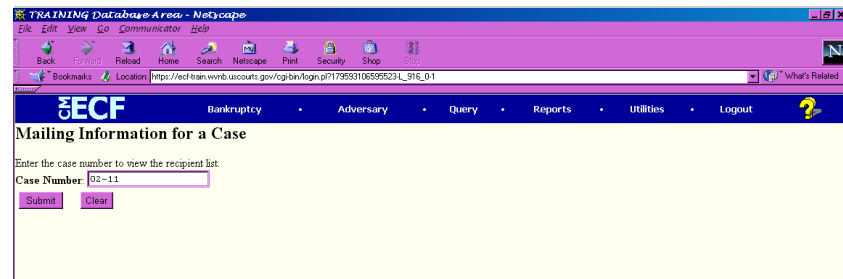 TRAINING Database Area - Netscape
File Edit View Go Communicator Help
Back Forward Reload Home Search Netscape Print Security Shop Stop
N
Bookmarks Location: https://ecf-train.wvnb.uscourts.gov/cgi-bin/login.pl?179593106595523-L_916_0-1 What's Related
CM ECF Bankruptcy • Adversary • Query • Reports • Utilities • Logout ?
Mailing Information for a Case
Enter the case number to view the recipient list.
Case Number: 02-11
Submit Clear